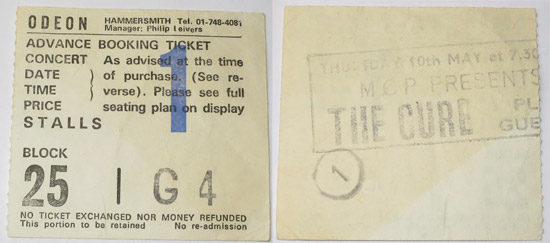 ODEON HAMMERSMITH Tel. 01-748-4081
Manager: Philip Leivers
ADVANCE BOOKING TICKET
CONCERT As advised at the time
DATE of purchase. (See re-
TIME verse). Please see full
PRICE seating plan on display
STALLS
1
BLOCK
25 G 4
NO TICKET EXCHANGED NOR MONEY REFUNDED
This portion to be retained No re-admission
THURSDAY 10th MAY at 7.30
M.C.P PRESENTS
THE CURE PL
GUE
1